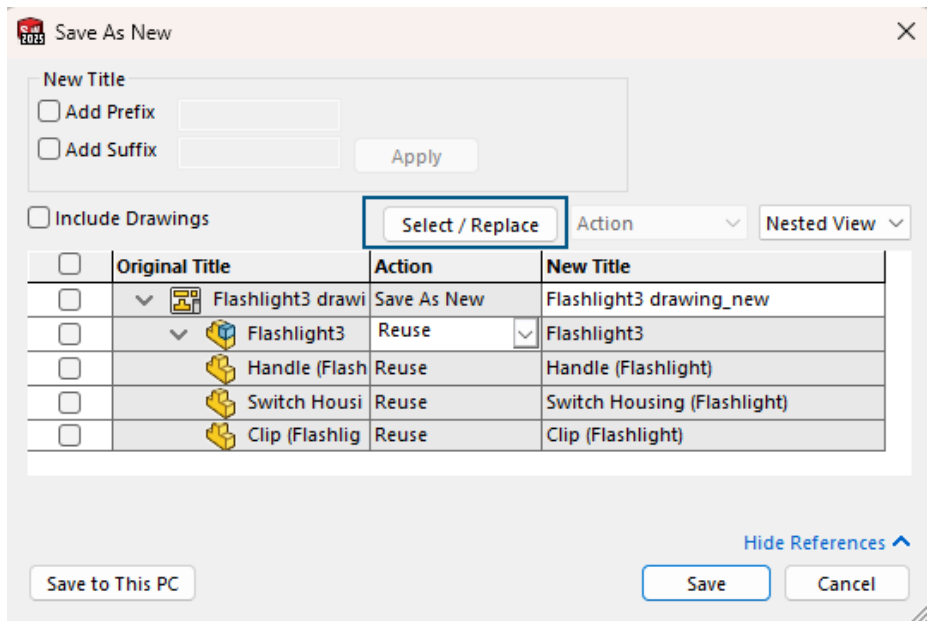 Save As New
New Title
Add Prefix
Add Suffix
Apply
Include Drawings Select / Replace Action Nested View
Original Title Action New Title
Flashlight3 drawi Save As New Flashlight3 drawing_new
Flashlight3 Reuse Flashlight3
Handle (Flash Reuse Handle (Flashlight)
Switch Housi Reuse Switch Housing (Flashlight)
Clip (Flashlig Reuse Clip (Flashlight)
Hide References
Save to This PC Save Cancel